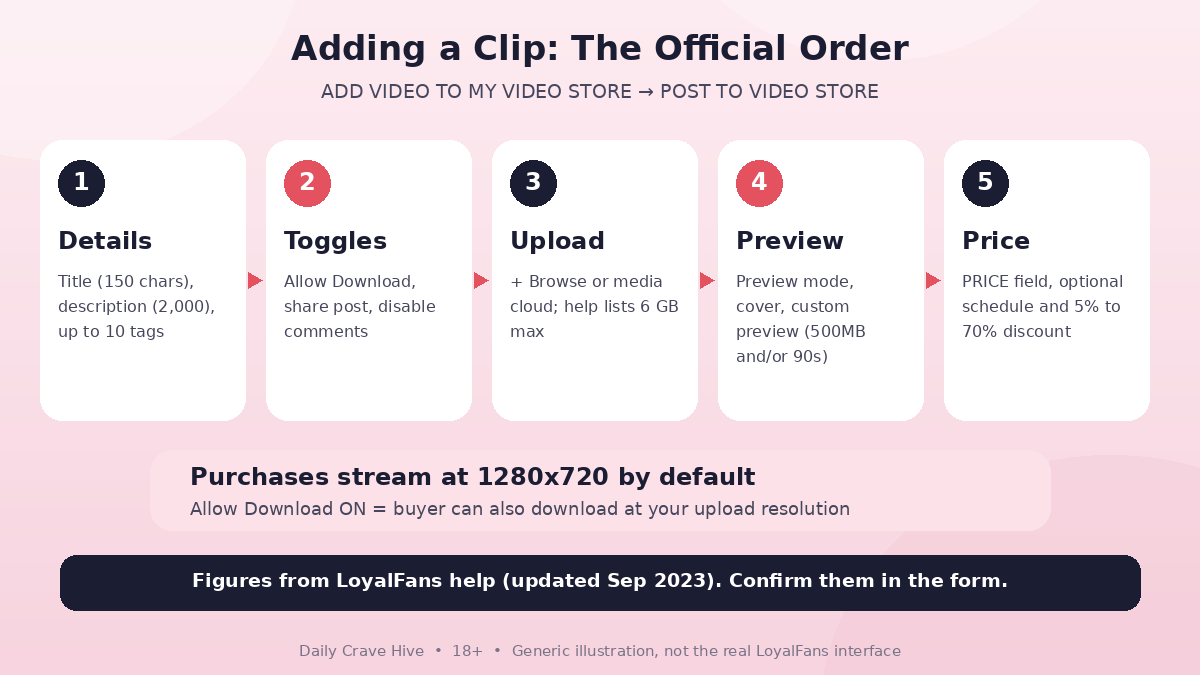 Adding a Clip: The Official Order
ADD VIDEO TO MY VIDEO STORE → POST TO VIDEO STORE
1
Details
Title (150 chars),
description (2,000),
up to 10 tags
2
Toggles
Allow Download,
share post, disable
comments
3
Upload
+ Browse or media
cloud; help lists 6 GB
max
4
Preview
Preview mode,
cover, custom
preview (500MB
and/or 90s)
5
Price
PRICE field, optional
schedule and 5% to
70% discount
Purchases stream at 1280x720 by default
Allow Download ON = buyer can also download at your upload resolution
Figures from LoyalFans help (updated Sep 2023). Confirm them in the form.
Daily Crave Hive • 18+ • Generic illustration, not the real LoyalFans interface